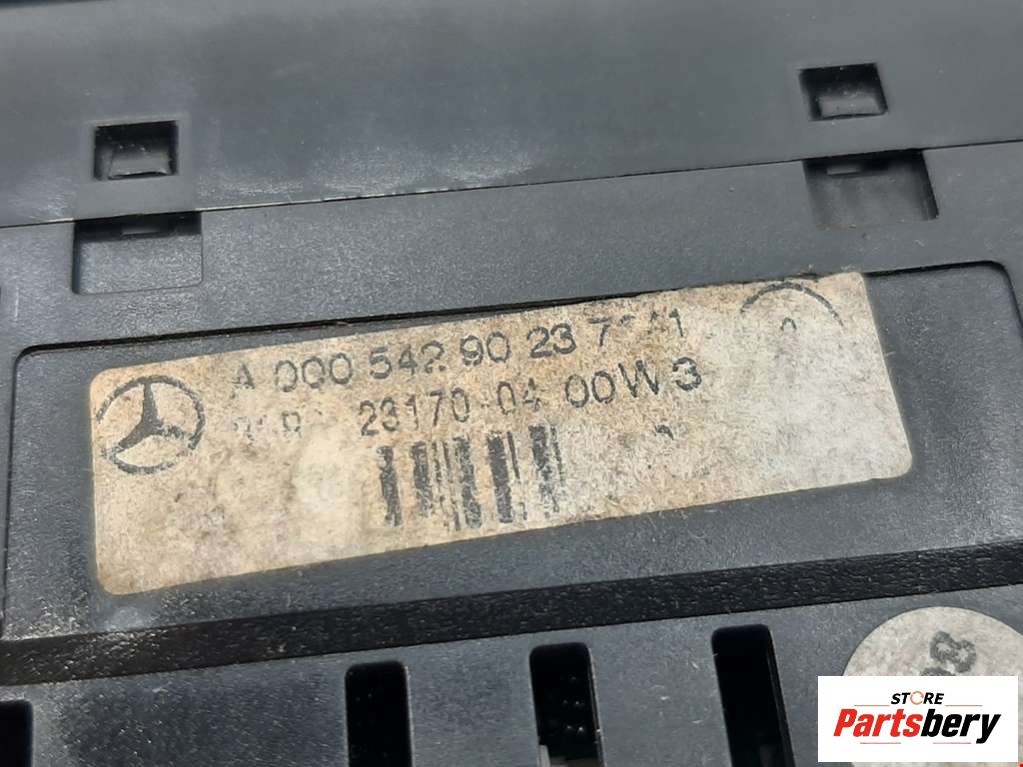 A 000 542 90 23
23170-04 00W3
STORE
Partsbery